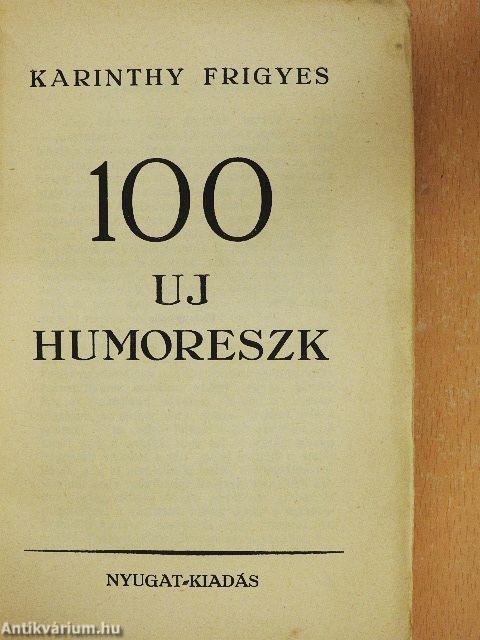 KARINTHY FRIGYES
100
UJ
HUMORESZK
NYUGAT-KIADÁS
Antikvárium.hu